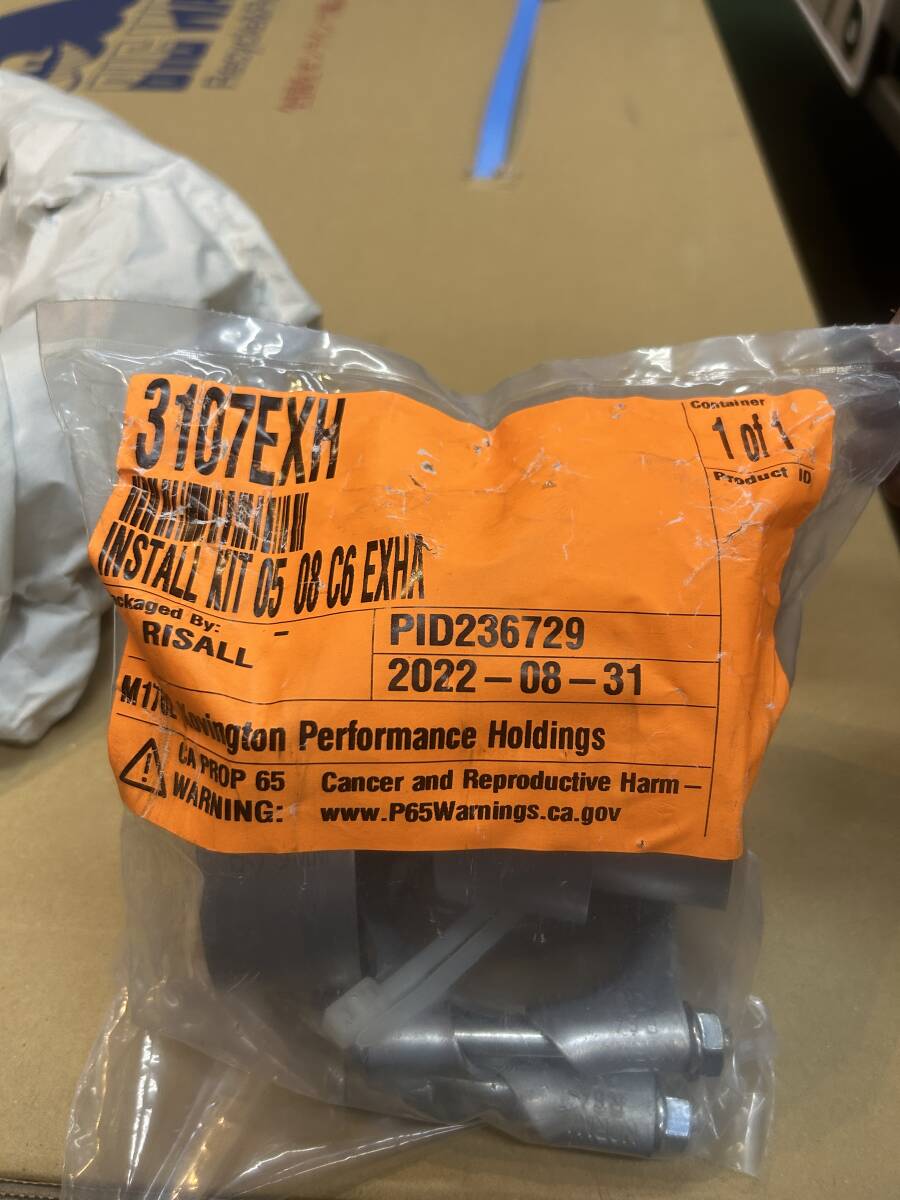 Recyclable
3107EXH
Container
1 of 1
Product ID
INSTALL KIT 05 08 C6 EXHA
Packaged By:
RISALL
-
PID236729
2022-08-31
Performance Holdings
CA PROP 65
WARNING:
Cancer and Reproductive Harm-
www.P65Warnings.ca.gov